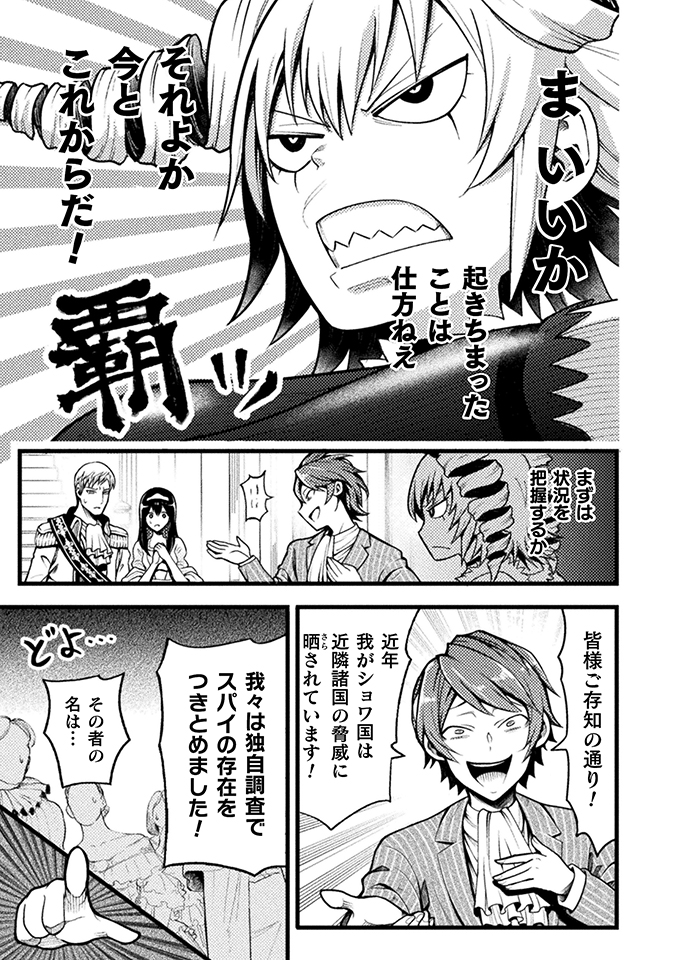 まいいか
起きちまった
ことは
仕方ねえ
それよか
今と
これからだ！
覇
まずは
状況を
把握するか
皆様ご存知の通り！
近年
我がショワ国は
近隣諸国の脅威に
晒されています！
さら
我々は独自調査で
スパイの存在を
つきとめました！
その者の
名は…
どよ…